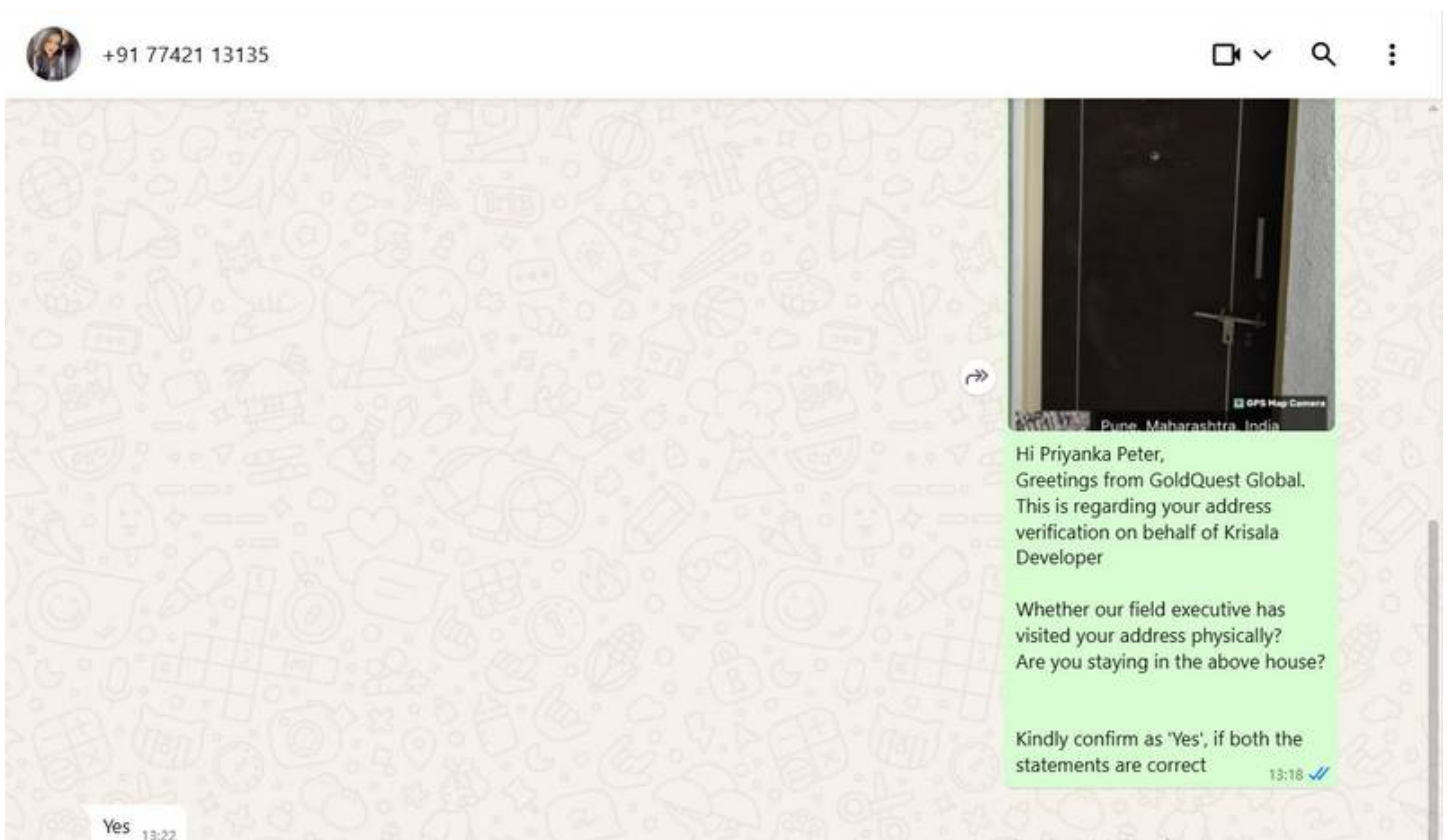 +91 77421 13135
GPS Map Camera
Pune, Maharashtra, India
Hi Priyanka Peter,
Greetings from GoldQuest Global.
This is regarding your address
verification on behalf of Krisala
Developer
Whether our field executive has
visited your address physically?
Are you staying in the above house?
Kindly confirm as 'Yes', if both the
statements are correct
13:18
Yes
13:22